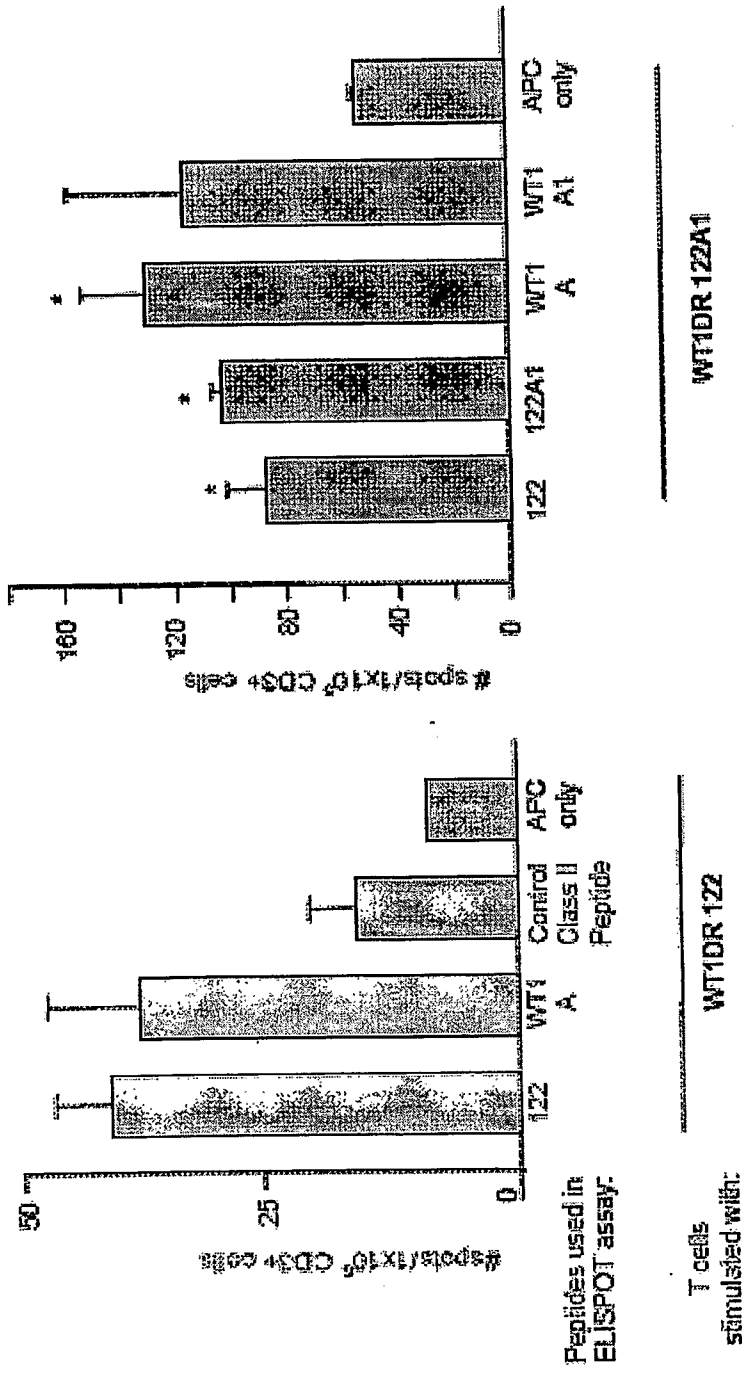 50
25
0
#spots/1x10⁵ CD3+ cells
122
WT1
A
Control
Class II
Peptide
APC
only
Peptides used in
ELISPOT assay:
T cells
stimulated with:
WT1DR 122
160
120
80
40
0
#spots/1x10⁵ CD3+ cells
*
*
*
122
122A1
WT1
A
WT1
A1
APC
only
WT1DR 122A1